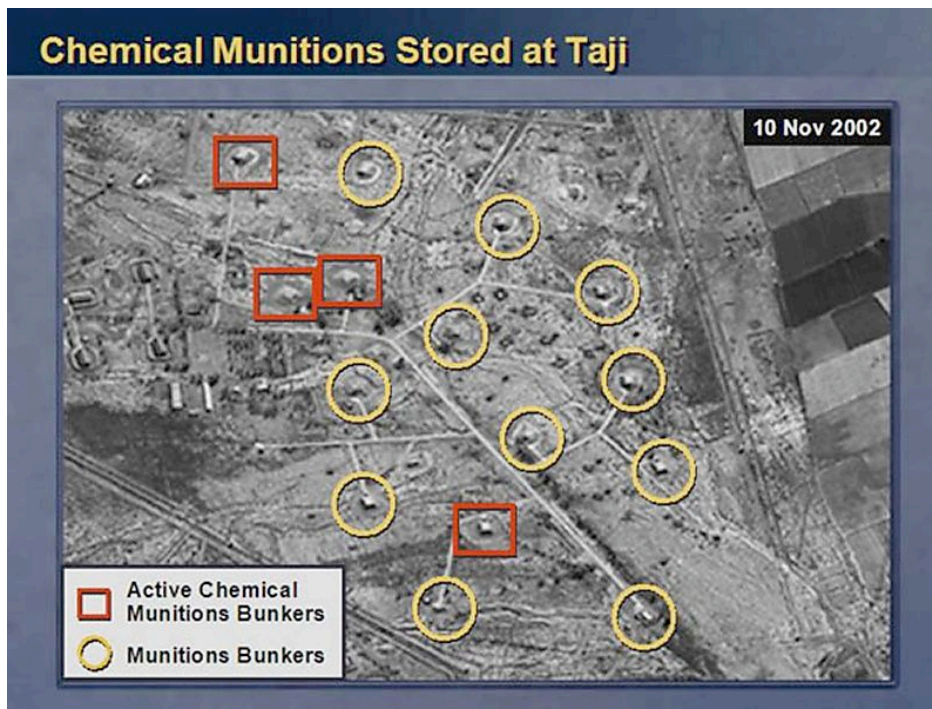 Chemical Munitions Stored at Taji
10 Nov 2002
Active Chemical
Munitions Bunkers
Munitions Bunkers